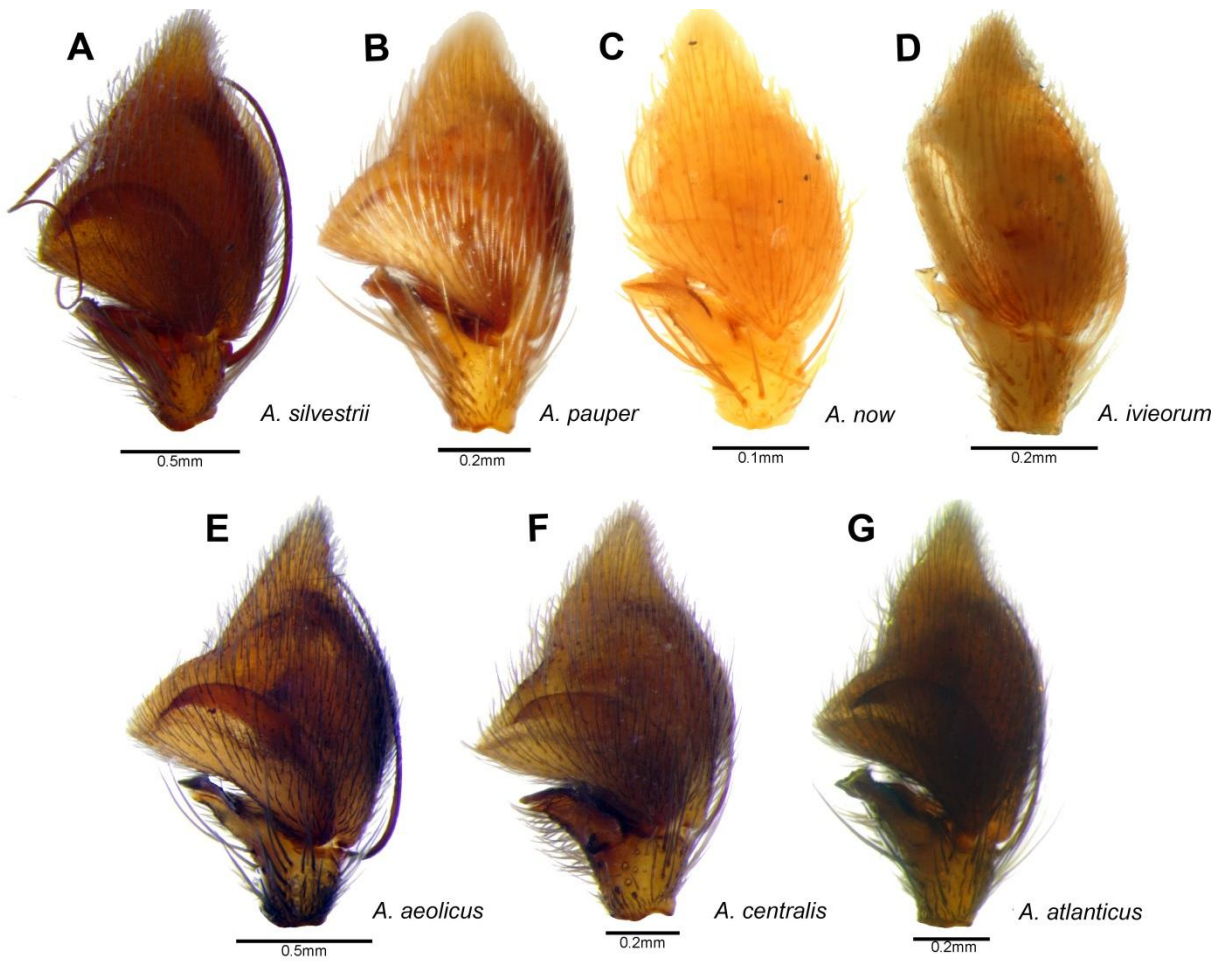 A
B
C
D
A. silvestrii
A. pauper
A. now
A. ivieorum
0.5mm
0.2mm
0.1mm
0.2mm
E
F
G
A. aeolicus
A. centralis
A. atlanticus
0.5mm
0.2mm
0.2mm